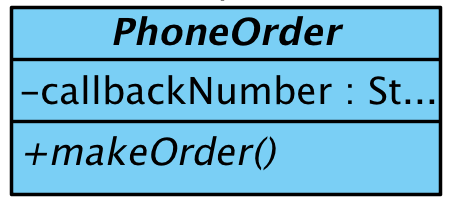 PhoneOrder
-callbackNumber : St...
+makeOrder()